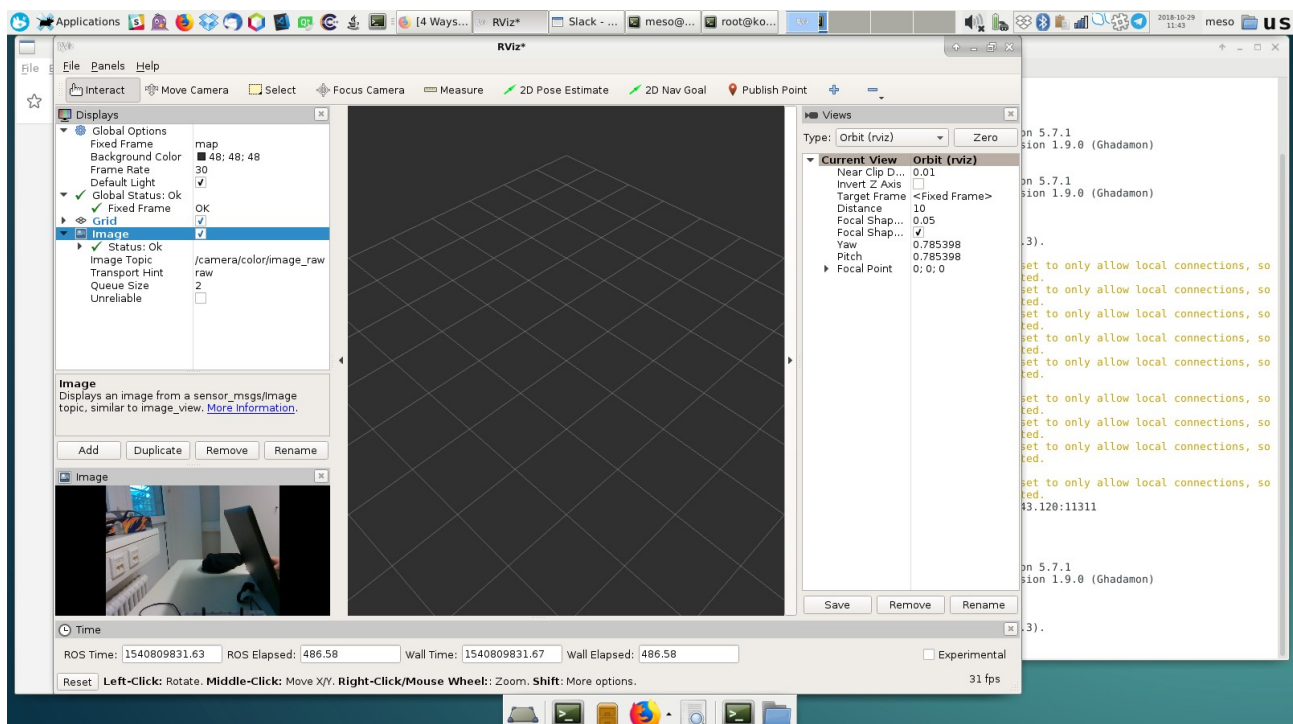 Applications
[4 Ways...
RViz*
Slack - ...
meso@...
root@ko...
2018-10-29
11:43
meso
us
RViz*
File Panels Help
Interact Move Camera Select Focus Camera Measure 2D Pose Estimate 2D Nav Goal Publish Point
Displays
Global Options
Fixed Frame map
Background Color 48; 48; 48
Frame Rate 30
Default Light
Global Status: Ok
Fixed Frame OK
Grid
Image
Status: Ok
Image Topic /camera/color/image_raw
Transport Hint raw
Queue Size 2
Unreliable
Image
Displays an image from a sensor_msgs/Image
topic, similar to image_view. More Information.
Add Duplicate Remove Rename
Image
Views
Type: Orbit (rviz) Zero
Current View Orbit (rviz)
Near Clip D... 0.01
Invert Z Axis
Target Frame <Fixed Frame>
Distance 10
Focal Shap... 0.05
Focal Shap...
Yaw 0.785398
Pitch 0.785398
Focal Point 0; 0; 0
Save Remove Rename
Time
ROS Time: 1540809831.63 ROS Elapsed: 486.58 Wall Time: 1540809831.67 Wall Elapsed: 486.58 Experimental
Reset Left-Click: Rotate. Middle-Click: Move X/Y. Right-Click/Mouse Wheel:: Zoom. Shift: More options. 31 fps
File
on 5.7.1
sion 1.9.0 (Ghadamon)
on 5.7.1
sion 1.9.0 (Ghadamon)
.3).
set to only allow local connections, so
ted.
set to only allow local connections, so
ted.
set to only allow local connections, so
ted.
set to only allow local connections, so
ted.
set to only allow local connections, so
ted.
set to only allow local connections, so
ted.
set to only allow local connections, so
ted.
set to only allow local connections, so
ted.
set to only allow local connections, so
ted.
43.120:11311
on 5.7.1
sion 1.9.0 (Ghadamon)
.3).